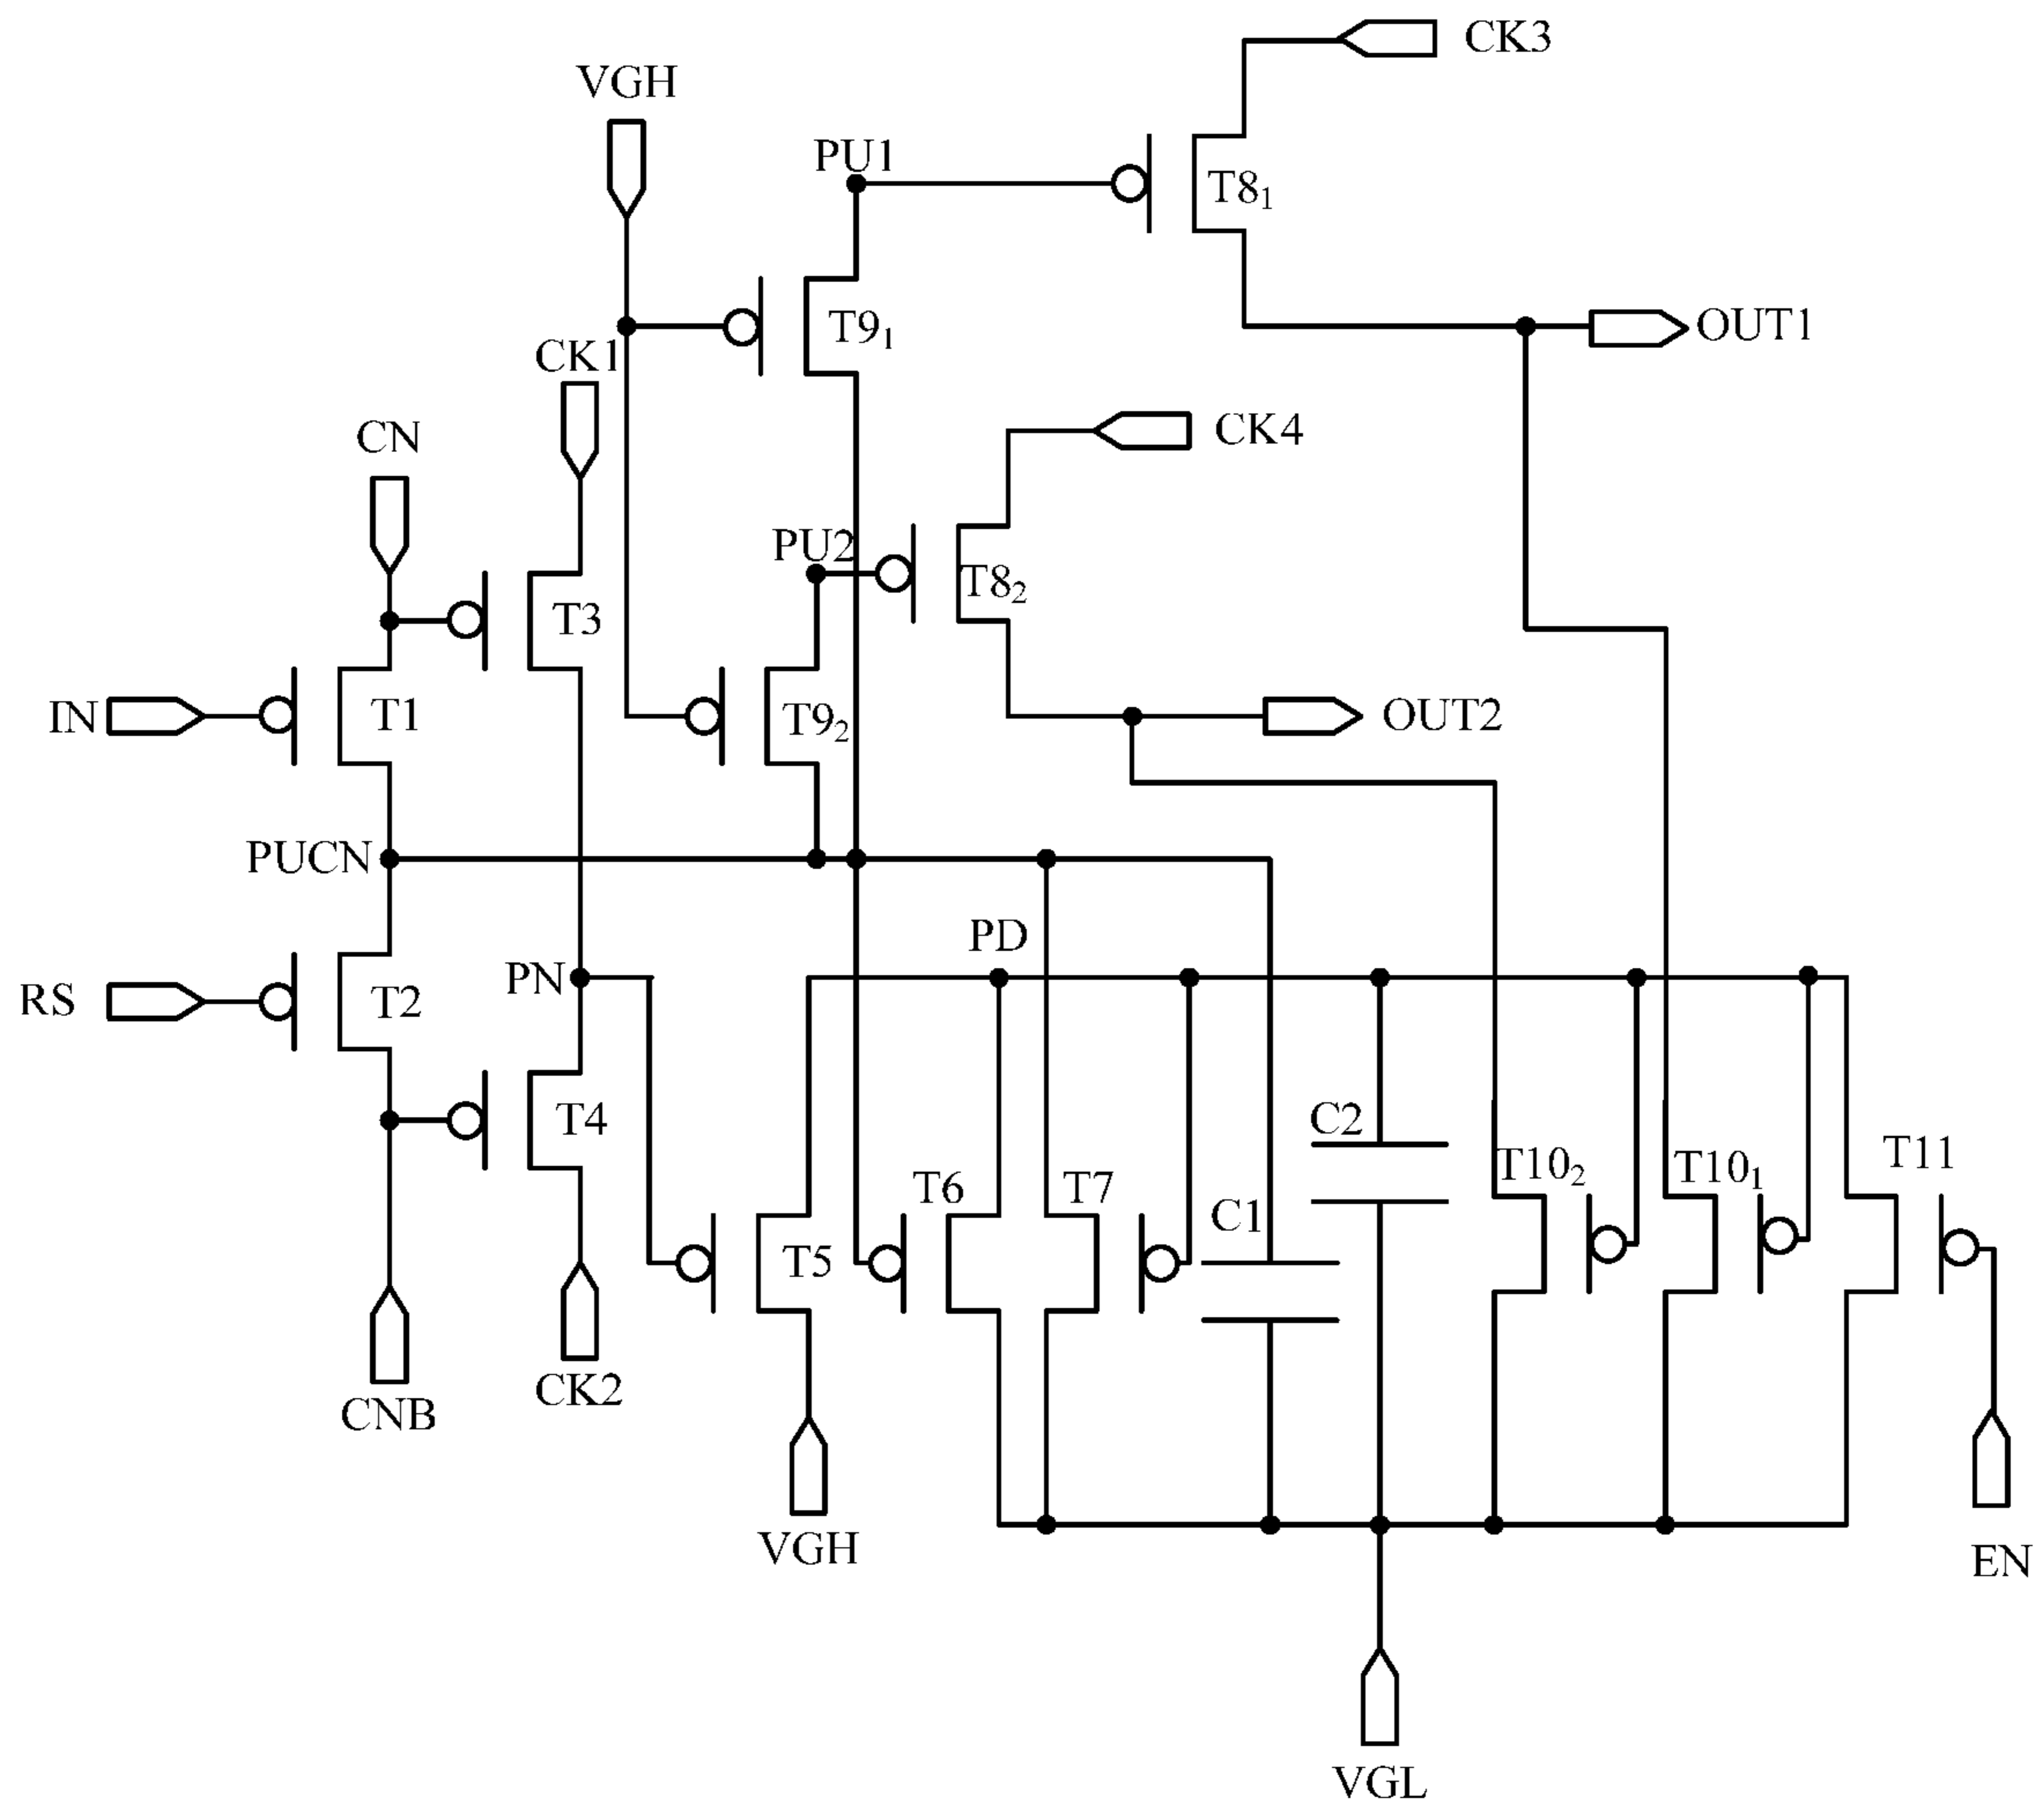 CK3
VGH
PU1
T8₁
T9₁
OUT1
CK1
CN
CK4
PU2
T8₂
T3
IN
T1
T9₂
OUT2
PUCN
PD
PN
RS
T2
T4
C2
T10₂
T10₁
T11
T6
T7
C1
T5
CK2
CNB
VGH
EN
VGL